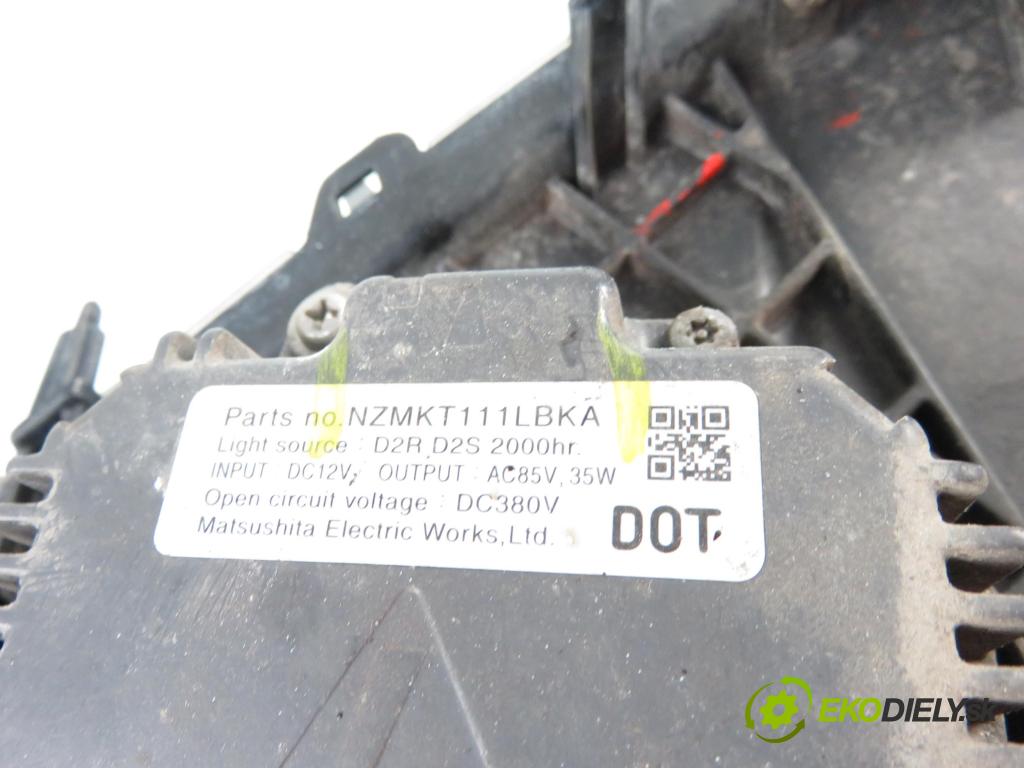 Parts no.NZMKT111LBKA
Light source : D2R, D2S 2000hr.
INPUT : DC12V, OUTPUT : AC85V, 35W
Open circuit voltage : DC380V
Matsushita Electric Works,Ltd.
DOT
EKODIELY.sk